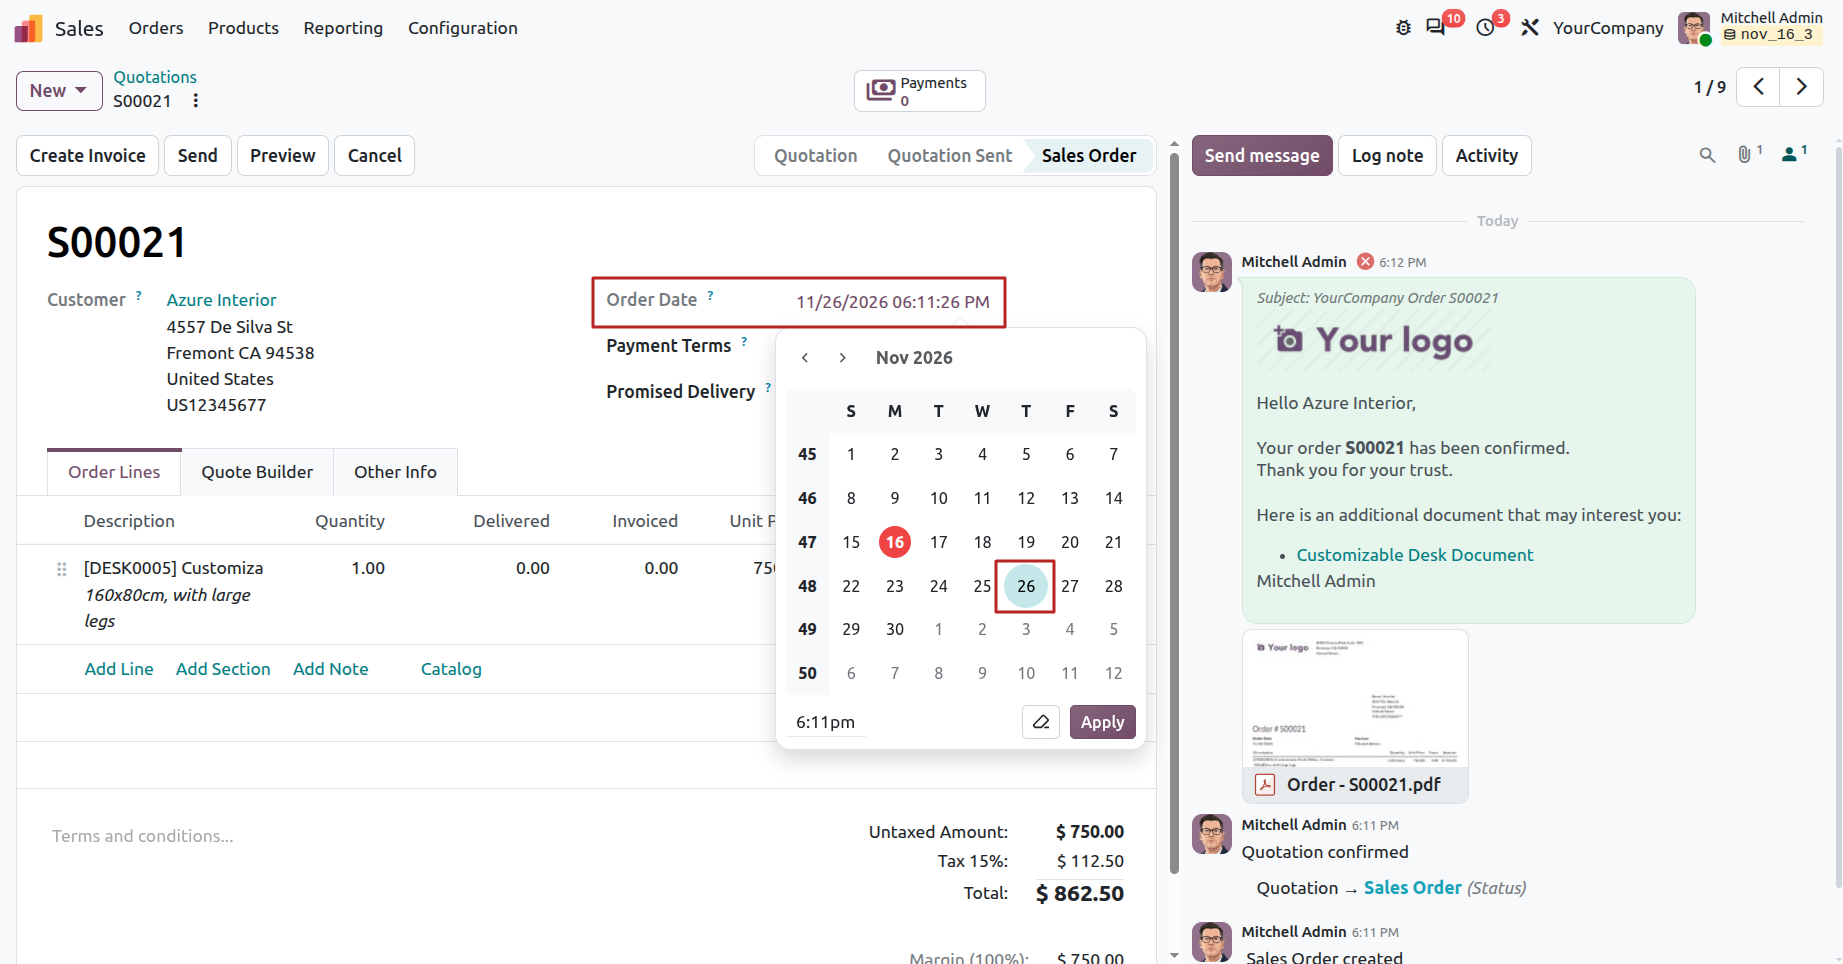 Sales Orders Products Reporting Configuration
10 3 YourCompany Mitchell Admin
nov_16_3
New Quotations
S00021
Payments
0
1 / 9
Create Invoice Send Preview Cancel
Quotation Quotation Sent Sales Order
Send message Log note Activity
1 1
S00021
Customer ? Azure Interior
4557 De Silva St
Fremont CA 94538
United States
US12345677
Order Date ? 11/26/2026 06:11:26 PM
Payment Terms ?
Promised Delivery ?
Nov 2026
S M T W T F S
45 1 2 3 4 5 6 7
46 8 9 10 11 12 13 14
47 15 16 17 18 19 20 21
48 22 23 24 25 26 27 28
49 29 30 1 2 3 4 5
50 6 7 8 9 10 11 12
6:11pm Apply
Order Lines Quote Builder Other Info
Description Quantity Delivered Invoiced Unit P
[DESK0005] Customiza 1.00 0.00 0.00 750
160x80cm, with large
legs
Add Line Add Section Add Note Catalog
Terms and conditions...
Untaxed Amount: $ 750.00
Tax 15%: $ 112.50
Total: $ 862.50
Margin (100%): $ 750.00
Today
Mitchell Admin 6:12 PM
Subject: YourCompany Order S00021
Your logo
Hello Azure Interior,
Your order S00021 has been confirmed.
Thank you for your trust.
Here is an additional document that may interest you:
• Customizable Desk Document
Mitchell Admin
Your logo
Order # S00021
Order - S00021.pdf
Mitchell Admin 6:11 PM
Quotation confirmed
Quotation → Sales Order (Status)
Mitchell Admin 6:11 PM
Sales Order created